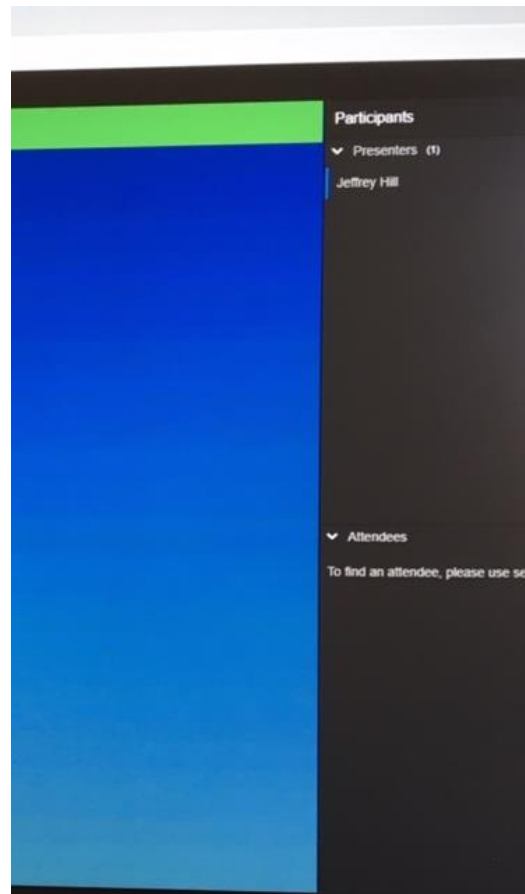 Participants
Presenters (1)
Jeffrey Hill
Attendees
To find an attendee, please use se